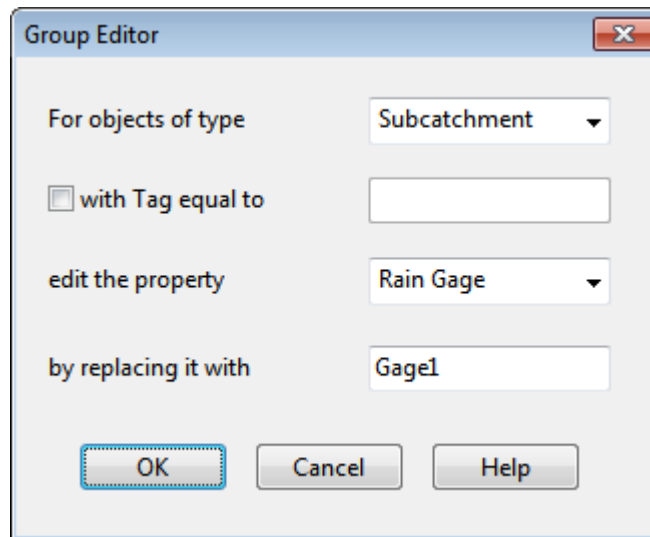 Group Editor
For objects of type Subcatchment
with Tag equal to
edit the property Rain Gage
by replacing it with Gage1
OK Cancel Help